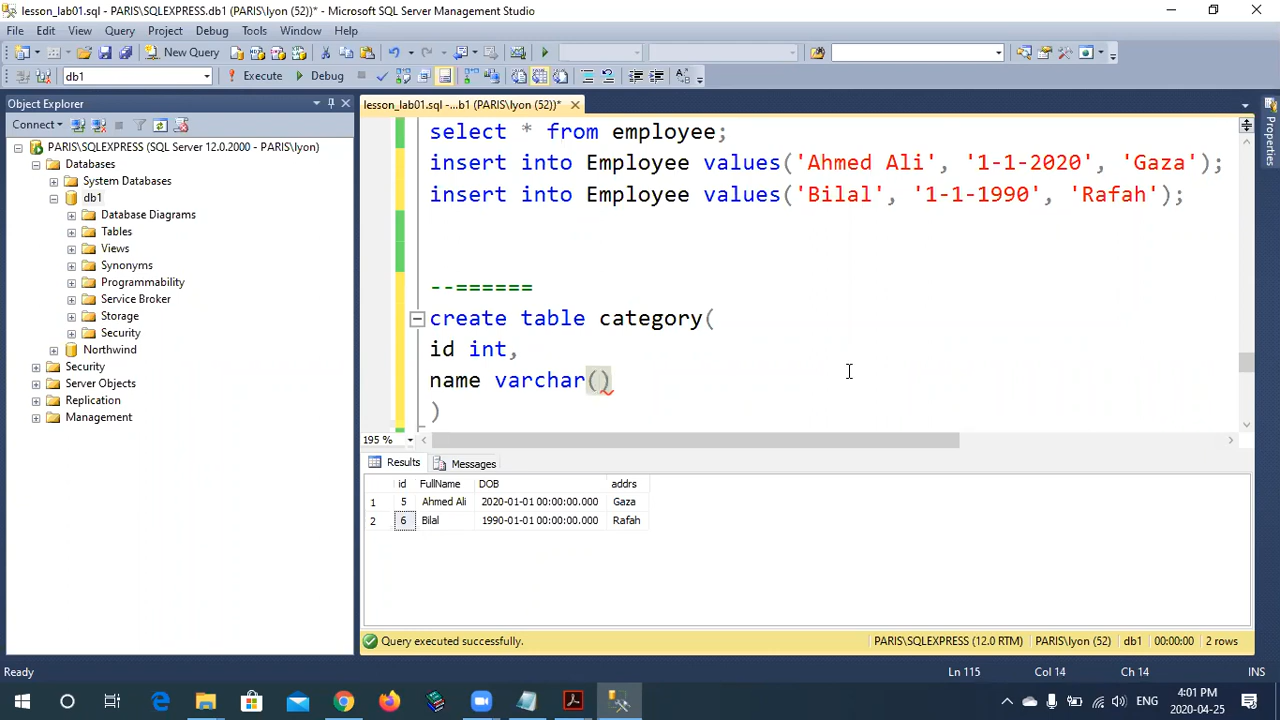 lesson_lab01.sql - PARIS\SQLEXPRESS.db1 (PARIS\lyon (52))* - Microsoft SQL Server Management Studio
File Edit View Query Project Debug Tools Window Help
New Query
db1 Execute Debug
Object Explorer
Connect
PARIS\SQLEXPRESS (SQL Server 12.0.2000 - PARIS\lyon)
Databases
System Databases
db1
Database Diagrams
Tables
Views
Synonyms
Programmability
Service Broker
Storage
Security
Northwind
Security
Server Objects
Replication
Management
lesson_lab01.sql -...b1 (PARIS\lyon (52))*
select * from employee;
insert into Employee values('Ahmed Ali', '1-1-2020', 'Gaza');
insert into Employee values('Bilal', '1-1-1990', 'Rafah');
--======
create table category(
id int,
name varchar()
)
195 %
Results Messages
id FullName DOB addrs
1 5 Ahmed Ali 2020-01-01 00:00:00.000 Gaza
2 6 Bilal 1990-01-01 00:00:00.000 Rafah
Query executed successfully. PARIS\SQLEXPRESS (12.0 RTM) PARIS\lyon (52) db1 00:00:00 2 rows
Properties
Ready Ln 115 Col 14 Ch 14 INS
ENG 4:01 PM
2020-04-25